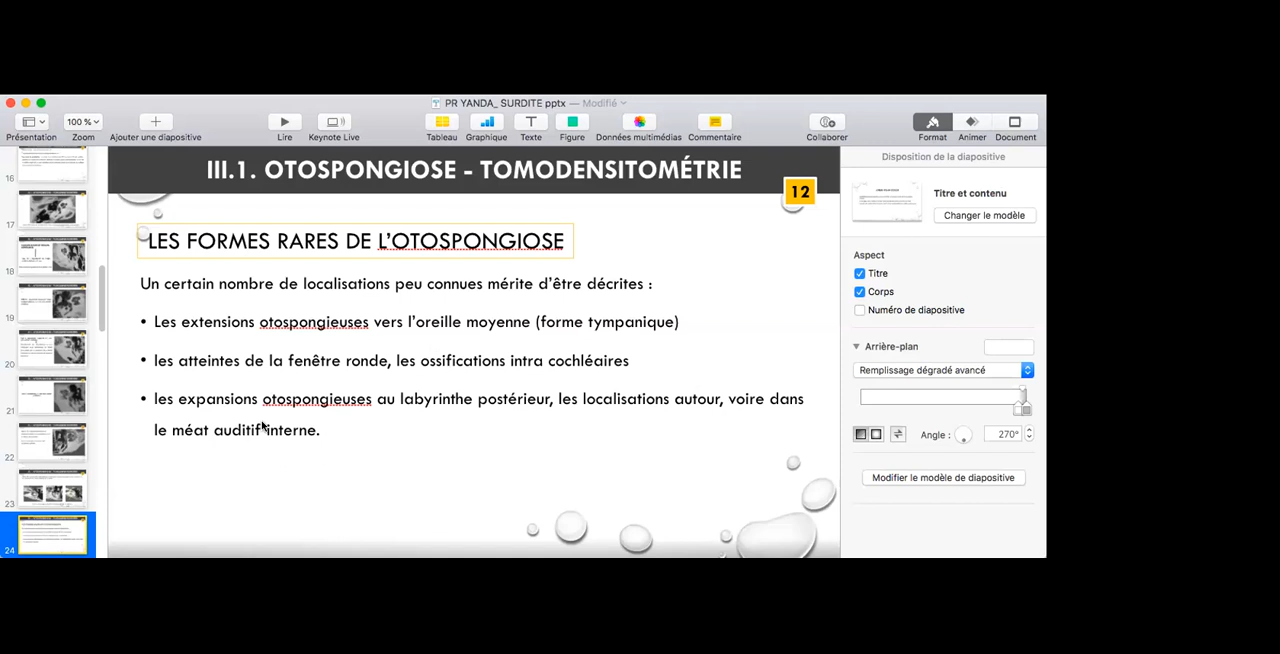 PR YANDA_ SURDITE pptx — Modifié
100 %
Présentation Zoom Ajouter une diapositive Lire Keynote Live Tableau Graphique Texte Figure Données multimédias Commentaire Collaborer Format Animer Document
III.1. OTOSPONGIOSE - TOMODENSITOMÉTRIE
12
LES FORMES RARES DE L’OTOSPONGIOSE
Un certain nombre de localisations peu connues mérite d’être décrites :
• Les extensions otospongieuses vers l’oreille moyenne (forme tympanique)
• les atteintes de la fenêtre ronde, les ossifications intra cochléaires
• les expansions otospongieuses au labyrinthe postérieur, les localisations autour, voire dans
le méat auditif interne.
16
17
18
19
20
21
22
23
24
Disposition de la diapositive
Titre et contenu
Changer le modèle
Aspect
Titre
Corps
Numéro de diapositive
Arrière-plan
Remplissage dégradé avancé
Angle : 270°
Modifier le modèle de diapositive